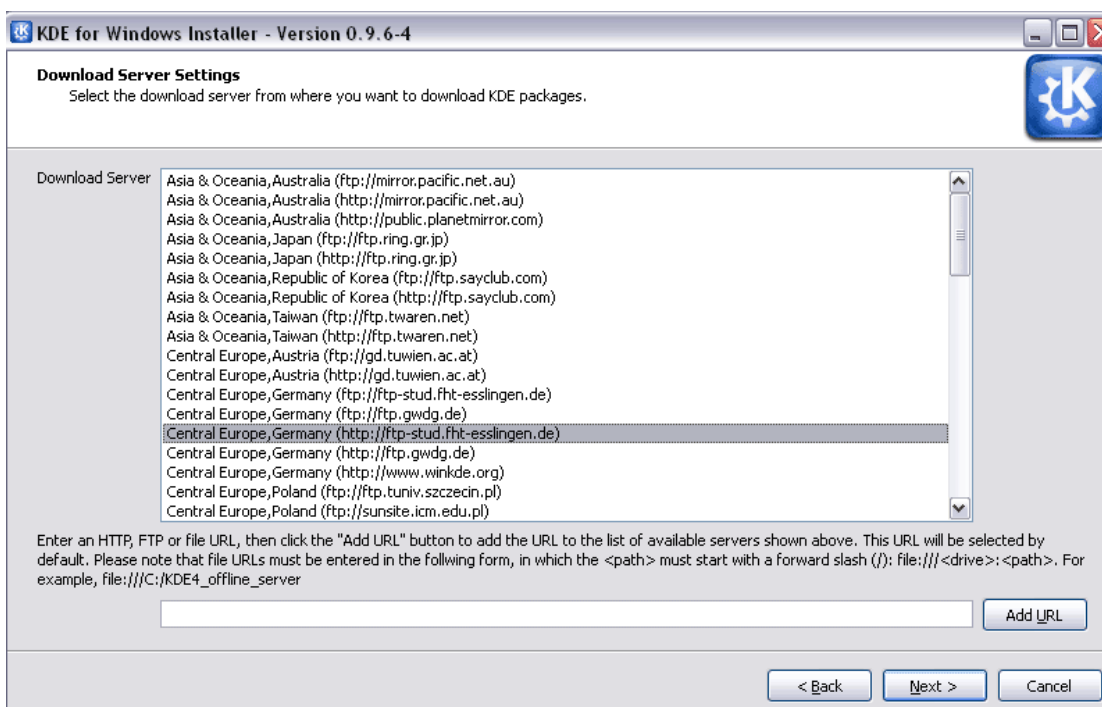 KDE for Windows Installer - Version 0.9.6-4
Download Server Settings
Select the download server from where you want to download KDE packages.
Download Server
Asia & Oceania,Australia (ftp://mirror.pacific.net.au)
Asia & Oceania,Australia (http://mirror.pacific.net.au)
Asia & Oceania,Australia (http://public.planetmirror.com)
Asia & Oceania,Japan (ftp://ftp.ring.gr.jp)
Asia & Oceania,Japan (http://ftp.ring.gr.jp)
Asia & Oceania,Republic of Korea (ftp://ftp.sayclub.com)
Asia & Oceania,Republic of Korea (http://ftp.sayclub.com)
Asia & Oceania,Taiwan (ftp://ftp.twaren.net)
Asia & Oceania,Taiwan (http://ftp.twaren.net)
Central Europe,Austria (ftp://gd.tuwien.ac.at)
Central Europe,Austria (http://gd.tuwien.ac.at)
Central Europe,Germany (ftp://ftp-stud.fht-esslingen.de)
Central Europe,Germany (ftp://ftp.gwdg.de)
Central Europe,Germany (http://ftp-stud.fht-esslingen.de)
Central Europe,Germany (http://ftp.gwdg.de)
Central Europe,Germany (http://www.winkde.org)
Central Europe,Poland (ftp://ftp.tuniv.szczecin.pl)
Central Europe,Poland (ftp://sunsite.icm.edu.pl)
Enter an HTTP, FTP or file URL, then click the "Add URL" button to add the URL to the list of available servers shown above. This URL will be selected by
default. Please note that file URLs must be entered in the follwing form, in which the <path> must start with a forward slash (/): file:///<drive>:<path>. For
example, file:///C:/KDE4_offline_server
Add URL
< Back
Next >
Cancel